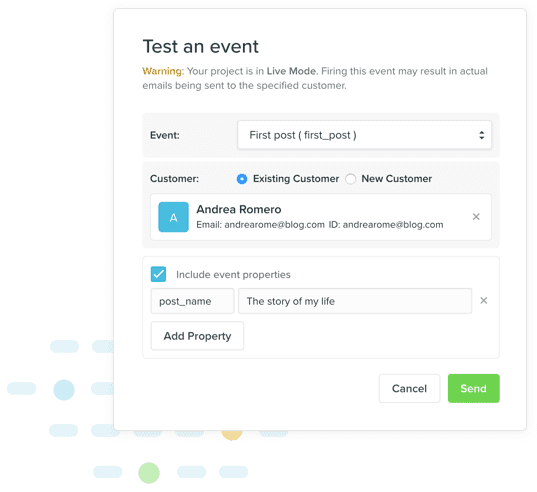 Test an event
Warning: Your project is in Live Mode. Firing this event may result in actual
emails being sent to the specified customer.
Event: First post ( first_post )
Customer: Existing Customer New Customer
A Andrea Romero
Email: andrearome@blog.com ID: andrearome@blog.com
Include event properties
post_name The story of my life
Add Property
Cancel Send